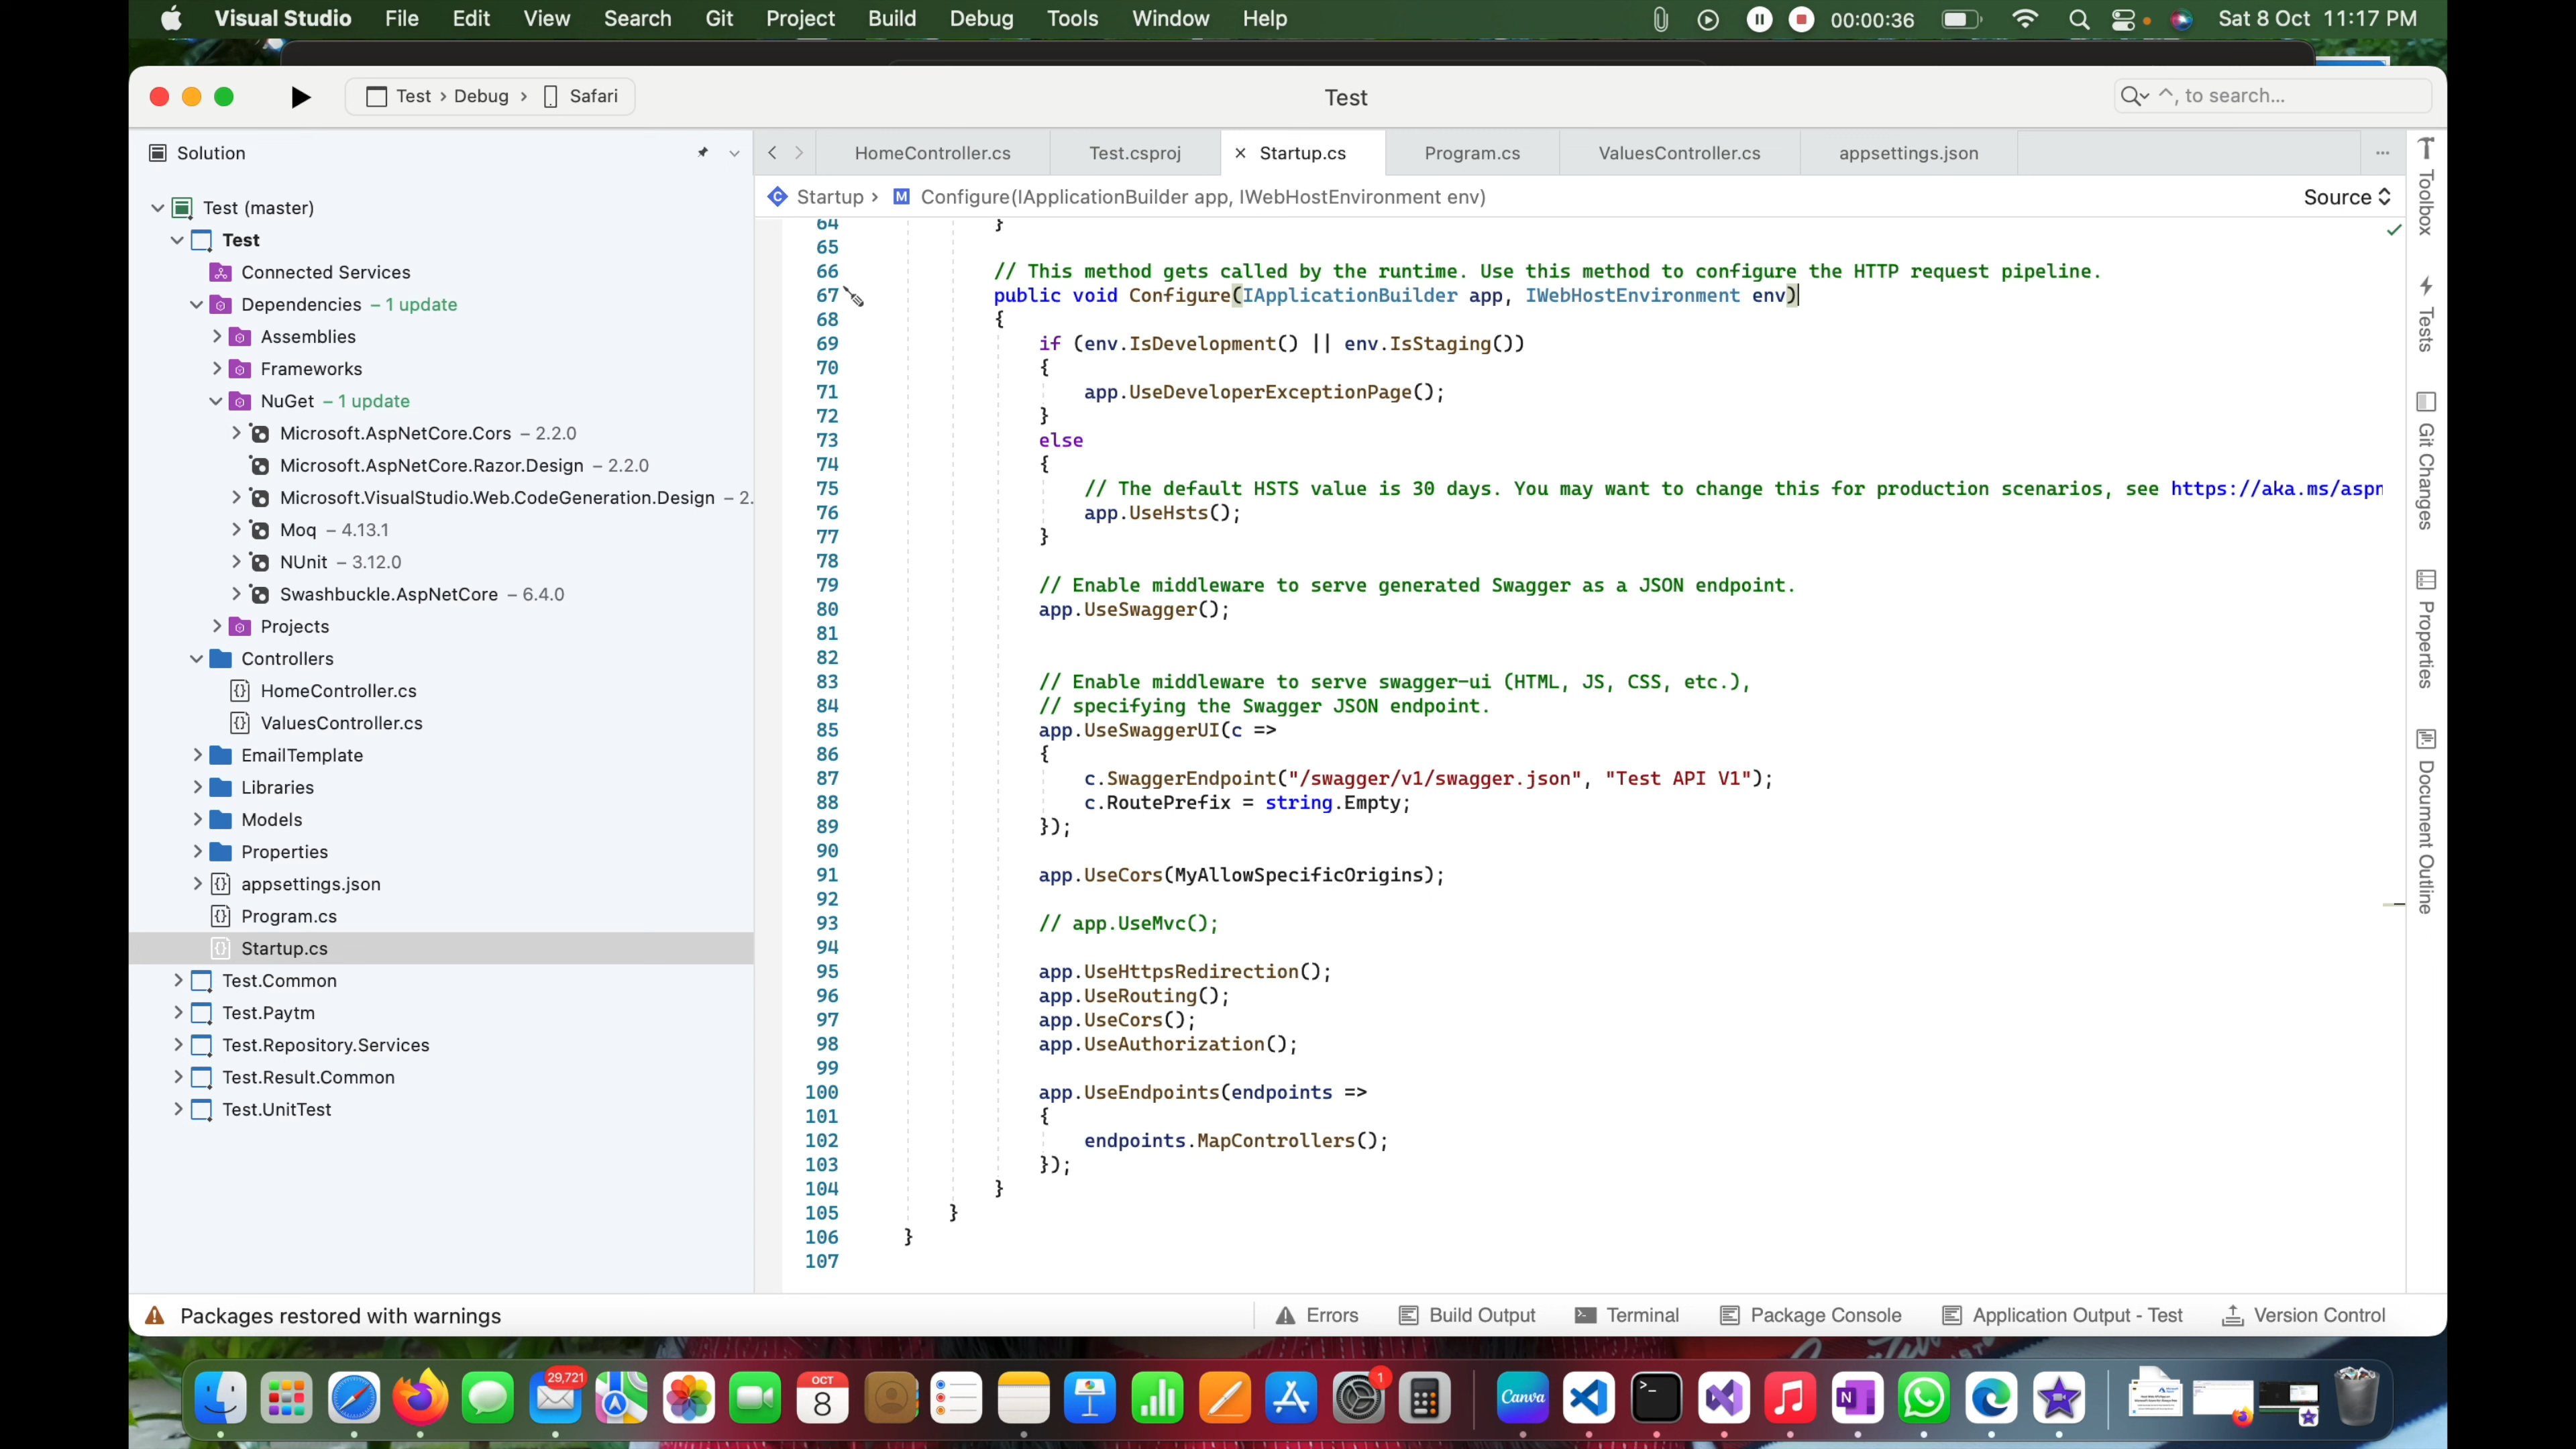 Visual Studio File Edit View Search Git Project Build Debug Tools Window Help 00:00:36 Sat 8 Oct 11:17 PM
Test > Debug > Safari
Test
^, to search...
Solution
Test (master)
Test
Connected Services
Dependencies – 1 update
Assemblies
Frameworks
NuGet – 1 update
Microsoft.AspNetCore.Cors – 2.2.0
Microsoft.AspNetCore.Razor.Design – 2.2.0
Microsoft.VisualStudio.Web.CodeGeneration.Design – 2.
Moq – 4.13.1
NUnit – 3.12.0
Swashbuckle.AspNetCore – 6.4.0
Projects
Controllers
HomeController.cs
ValuesController.cs
EmailTemplate
Libraries
Models
Properties
appsettings.json
Program.cs
Startup.cs
Test.Common
Test.Paytm
Test.Repository.Services
Test.Result.Common
Test.UnitTest
HomeController.cs Test.csproj × Startup.cs Program.cs ValuesController.cs appsettings.json ...
C Startup > M Configure(IApplicationBuilder app, IWebHostEnvironment env) Source
64 }
65
66 // This method gets called by the runtime. Use this method to configure the HTTP request pipeline.
67 public void Configure(IApplicationBuilder app, IWebHostEnvironment env)
68 {
69 if (env.IsDevelopment() || env.IsStaging())
70 {
71 app.UseDeveloperExceptionPage();
72 }
73 else
74 {
75 // The default HSTS value is 30 days. You may want to change this for production scenarios, see https://aka.ms/aspn
76 app.UseHsts();
77 }
78
79 // Enable middleware to serve generated Swagger as a JSON endpoint.
80 app.UseSwagger();
81
82
83 // Enable middleware to serve swagger-ui (HTML, JS, CSS, etc.),
84 // specifying the Swagger JSON endpoint.
85 app.UseSwaggerUI(c =>
86 {
87 c.SwaggerEndpoint("/swagger/v1/swagger.json", "Test API V1");
88 c.RoutePrefix = string.Empty;
89 });
90
91 app.UseCors(MyAllowSpecificOrigins);
92
93 // app.UseMvc();
94
95 app.UseHttpsRedirection();
96 app.UseRouting();
97 app.UseCors();
98 app.UseAuthorization();
99
100 app.UseEndpoints(endpoints =>
101 {
102 endpoints.MapControllers();
103 });
104 }
105 }
106 }
107
Toolbox
Tests
Git Changes
Properties
Document Outline
Packages restored with warnings
Errors Build Output Terminal Package Console Application Output - Test Version Control
29,721
OCT
8
1
Canva
>_
N